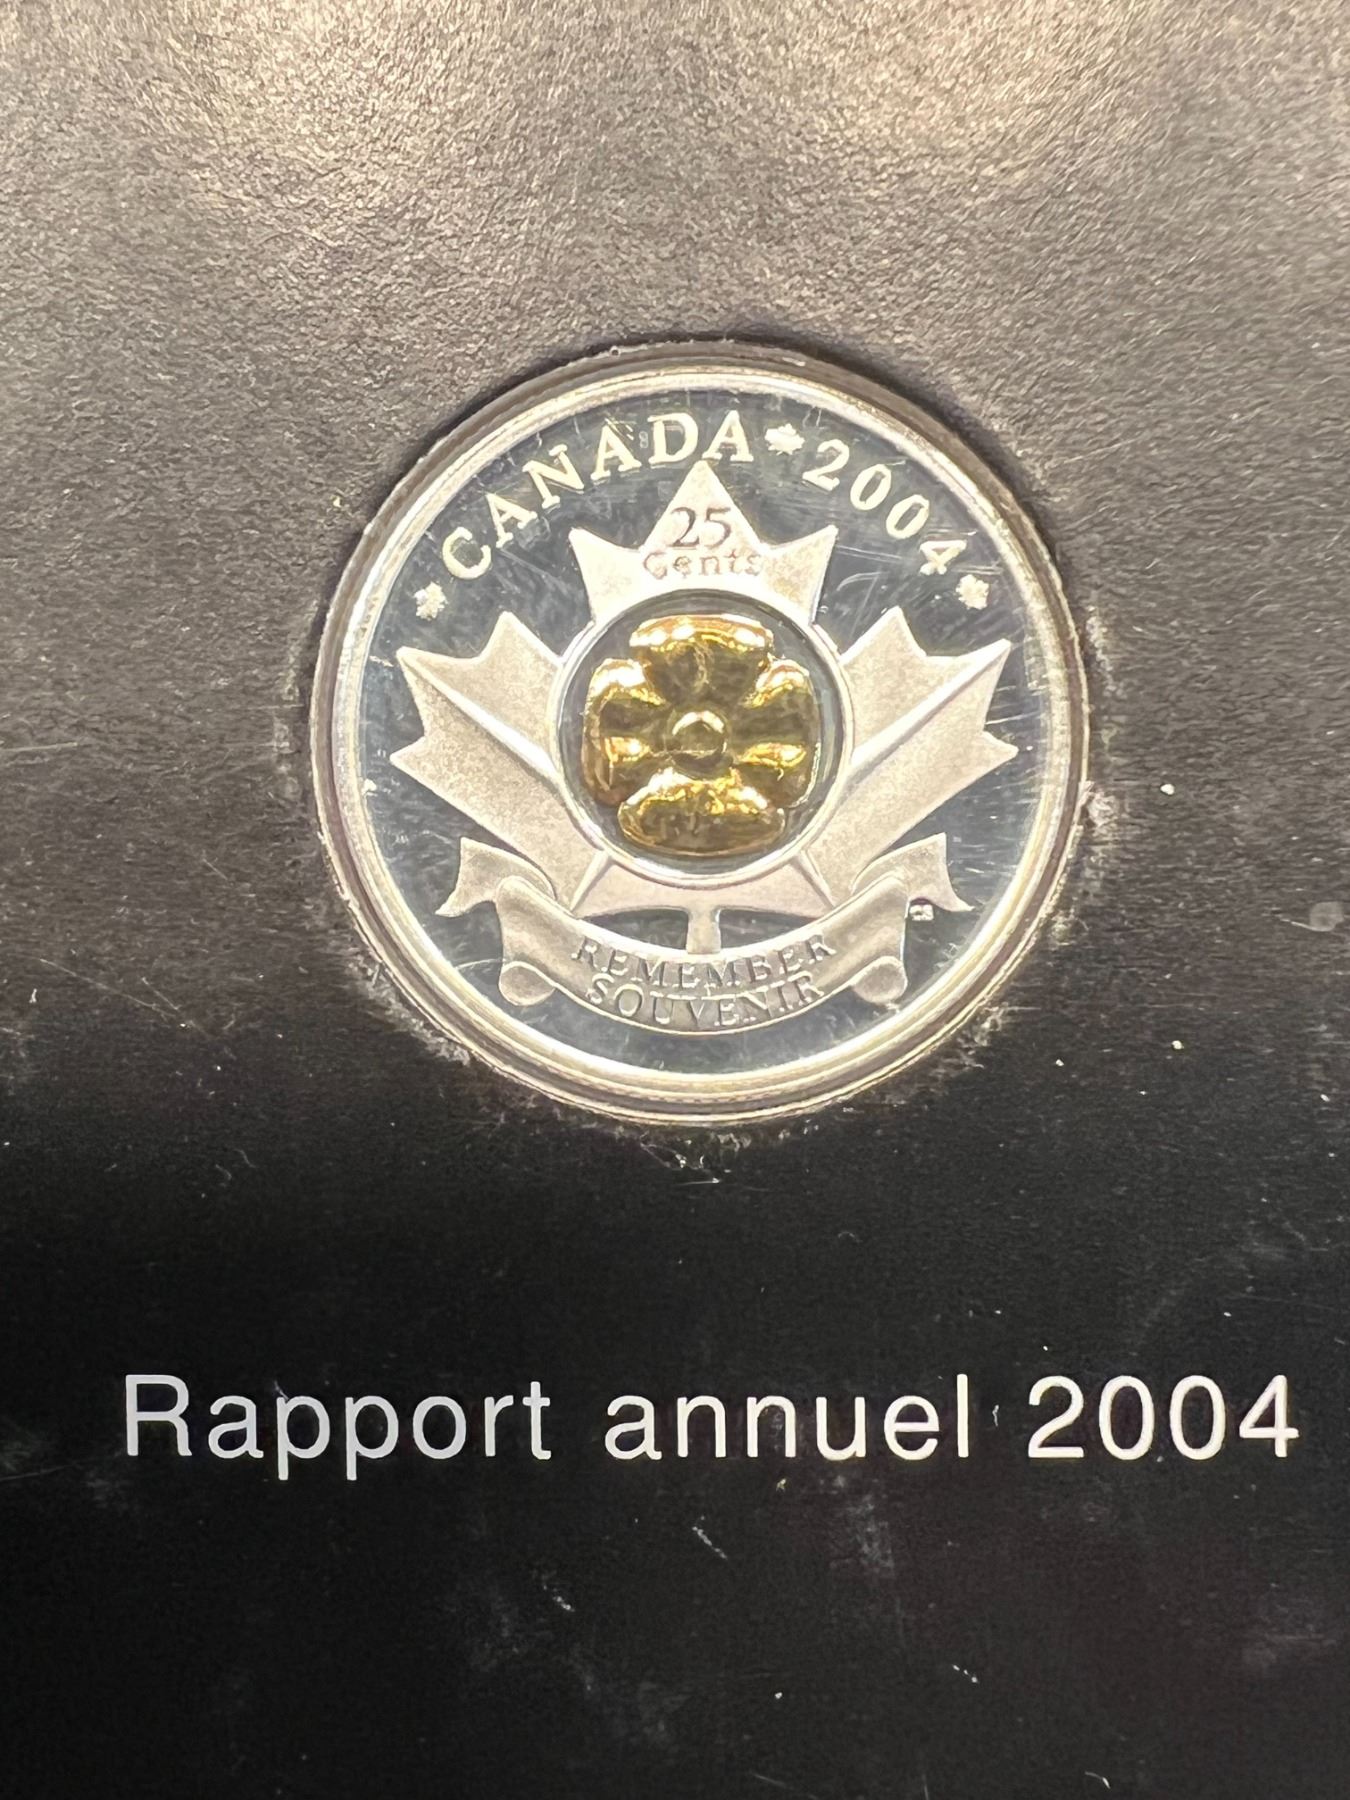 CANADA 2004
25
Cents
REMEMBER
SOUVENIR
Rapport annuel 2004